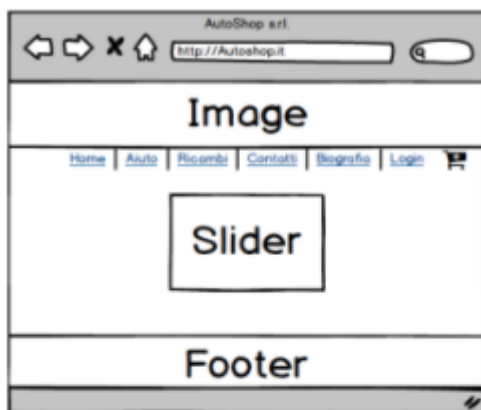 AutoShop s.r.l.
http://Autoshop.it
Image
Home Aiuto Ricambi Contatti Biografia Login
Slider
Footer